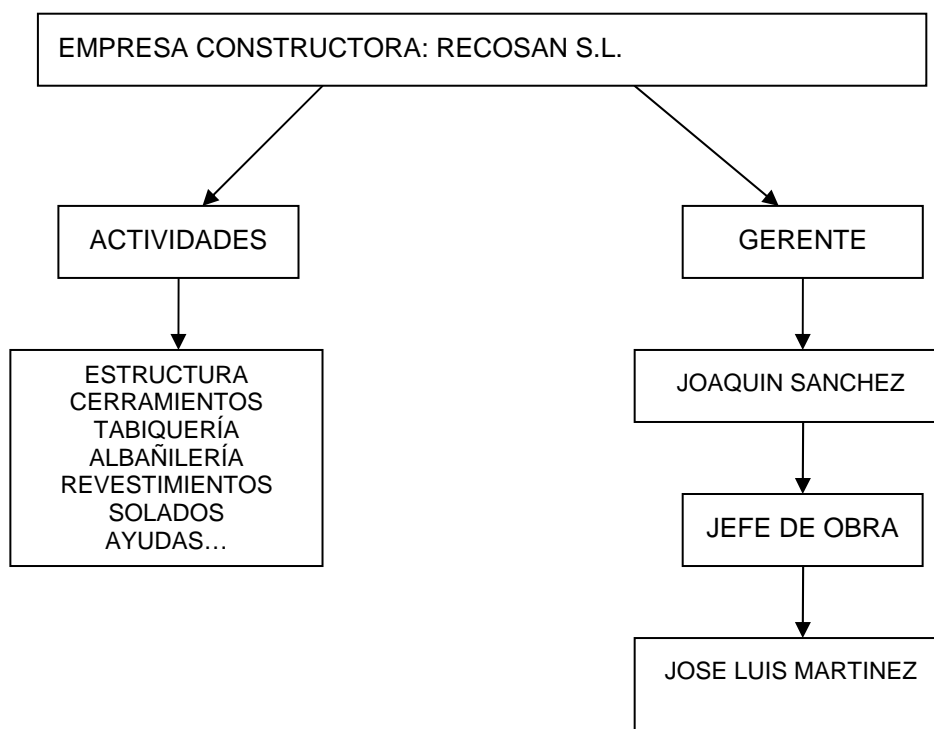 EMPRESA CONSTRUCTORA: RECOSAN S.L.
ACTIVIDADES
GERENTE
ESTRUCTURA
CERRAMIENTOS
TABIQUERÍA
ALBAÑILERÍA
REVESTIMIENTOS
SOLADOS
AYUDAS…
JOAQUIN SANCHEZ
JEFE DE OBRA
JOSE LUIS MARTINEZ